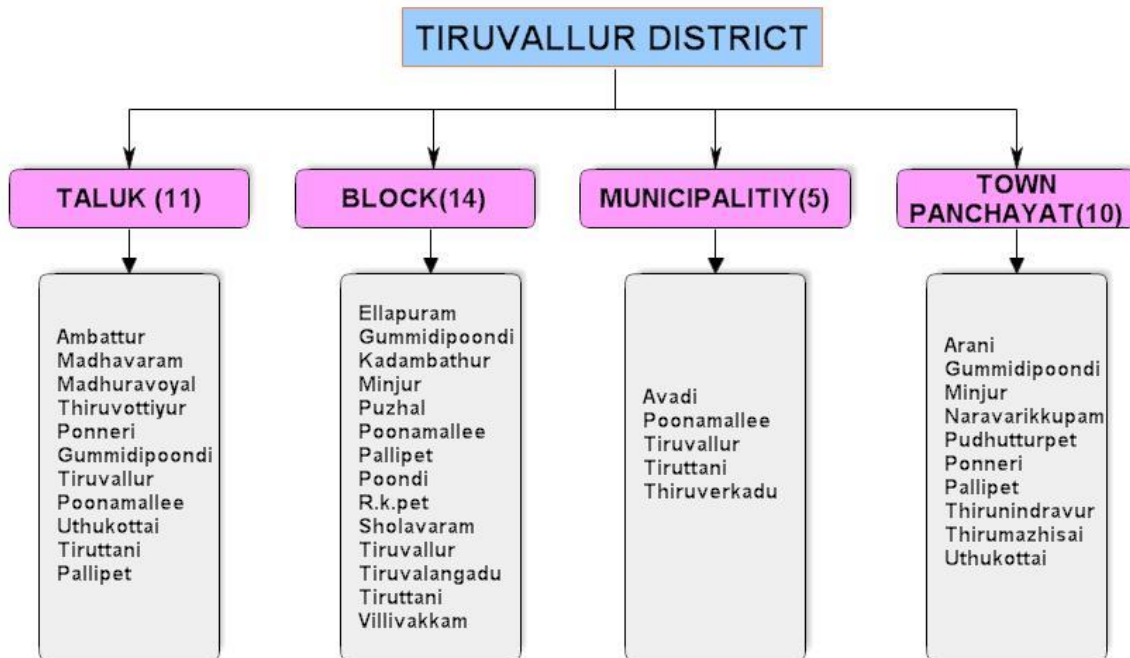 TIRUVALLUR DISTRICT
TALUK (11)
Ambattur
Madhavaram
Madhuravoyal
Thiruvottiyur
Ponneri
Gummidipoondi
Tiruvallur
Poonamallee
Uthukottai
Tiruttani
Pallipet
BLOCK(14)
Ellapuram
Gummidipoondi
Kadambathur
Minjur
Puzhal
Poonamallee
Pallipet
Poondi
R.k.pet
Sholavaram
Tiruvallur
Tiruvalangadu
Tiruttani
Villivakkam
MUNICIPALITIY(5)
Avadi
Poonamallee
Tiruvallur
Tiruttani
Thiruverkadu
TOWN
PANCHAYAT(10)
Arani
Gummidipoondi
Minjur
Naravarikkupam
Pudhutturpet
Ponneri
Pallipet
Thirunindravur
Thirumazhisai
Uthukottai